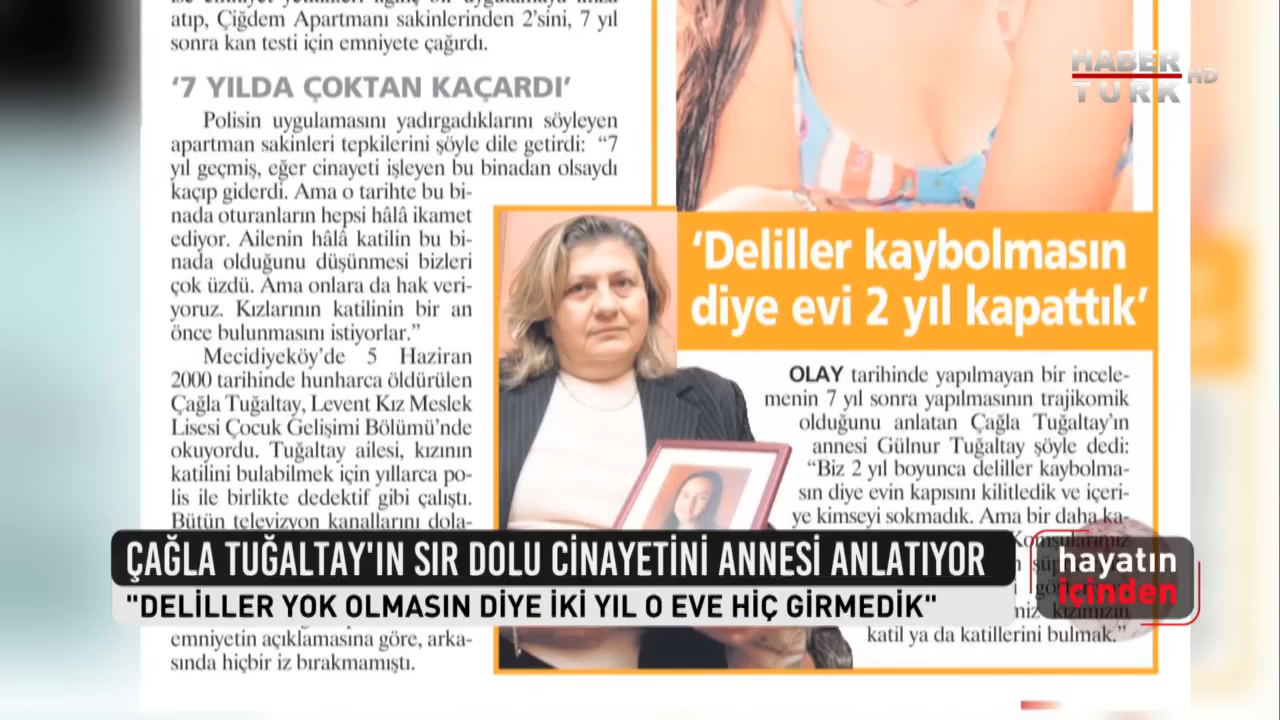 atıp, Çiğdem Apartmanı sakinlerinden 2'sini, 7 yıl
sonra kan testi için emniyete çağırdı.
'7 YILDA ÇOKTAN KAÇARDI'
Polisin uygulamasını yadırgadıklarını söyleyen
apartman sakinleri tepkilerini şöyle dile getirdi: "7
yıl geçmiş, eğer cinayeti işleyen bu binadan olsaydı
kaçıp giderdi. Ama o tarihte bu bi-
nada oturanların hepsi hâlâ ikamet
ediyor. Ailenin hâlâ katilin bu bi-
nada olduğunu düşünmesi bizleri
çok üzdü. Ama onlara da hak veri-
yoruz. Kızlarının katilinin bir an
önce bulunmasını istiyorlar."
Mecidiyeköy'de 5 Haziran
2000 tarihinde hunharca öldürülen
Çağla Tuğaltay, Levent Kız Meslek
Lisesi Çocuk Gelişimi Bölümü'nde
okuyordu. Tuğaltay ailesi, kızının
katilini bulabilmek için yıllarca po-
lis ile birlikte dedektif gibi çalıştı.
Bütün televizyon kanallarını dola-
emniyetin açıklamasına göre, arka-
sında hiçbir iz bırakmamıştı.
'Deliller kaybolmasın
diye evi 2 yıl kapattık'
OLAY tarihinde yapılmayan bir incele-
menin 7 yıl sonra yapılmasının trajikomik
olduğunu anlatan Çağla Tuğaltay'ın
annesi Gülnur Tuğaltay şöyle dedi:
"Biz 2 yıl boyunca deliller kaybolma-
sın diye evin kapısını kilitledik ve içeri-
ye kimseyi sokmadık. Ama bir daha ka-
Komşularımız
kızımızın
katil ya da katillerini bulmak."
HABER
TURK HD
ÇAĞLA TUĞALTAY'IN SIR DOLU CİNAYETİNİ ANNESİ ANLATIYOR
"DELİLLER YOK OLMASIN DİYE İKİ YIL O EVE HİÇ GİRMEDİK"
hayatın
içinden